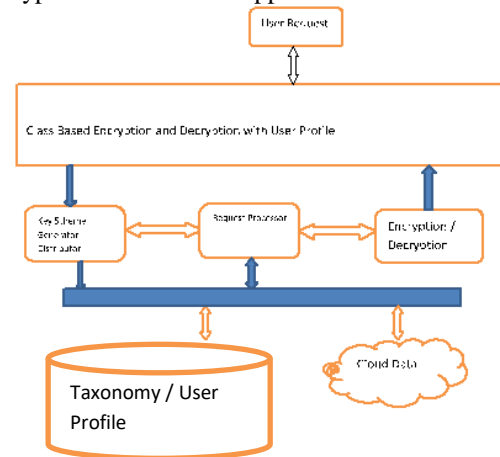 User Request
Class Based Encryption and Decryption with User Profile
Key Scheme
Generator
Distributor
Request Processor
Encryption /
Decryption
Taxonomy / User
Profile
Cloud Data